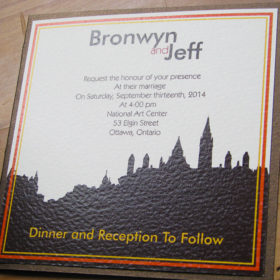 Bronwyn
and Jeff
Request the honour of your presence
At their marriage
On Saturday, September thirteenth, 2014
At 4:00 pm
National Art Center
53 Elgin Street
Ottawa, Ontario
Dinner and Reception To Follow